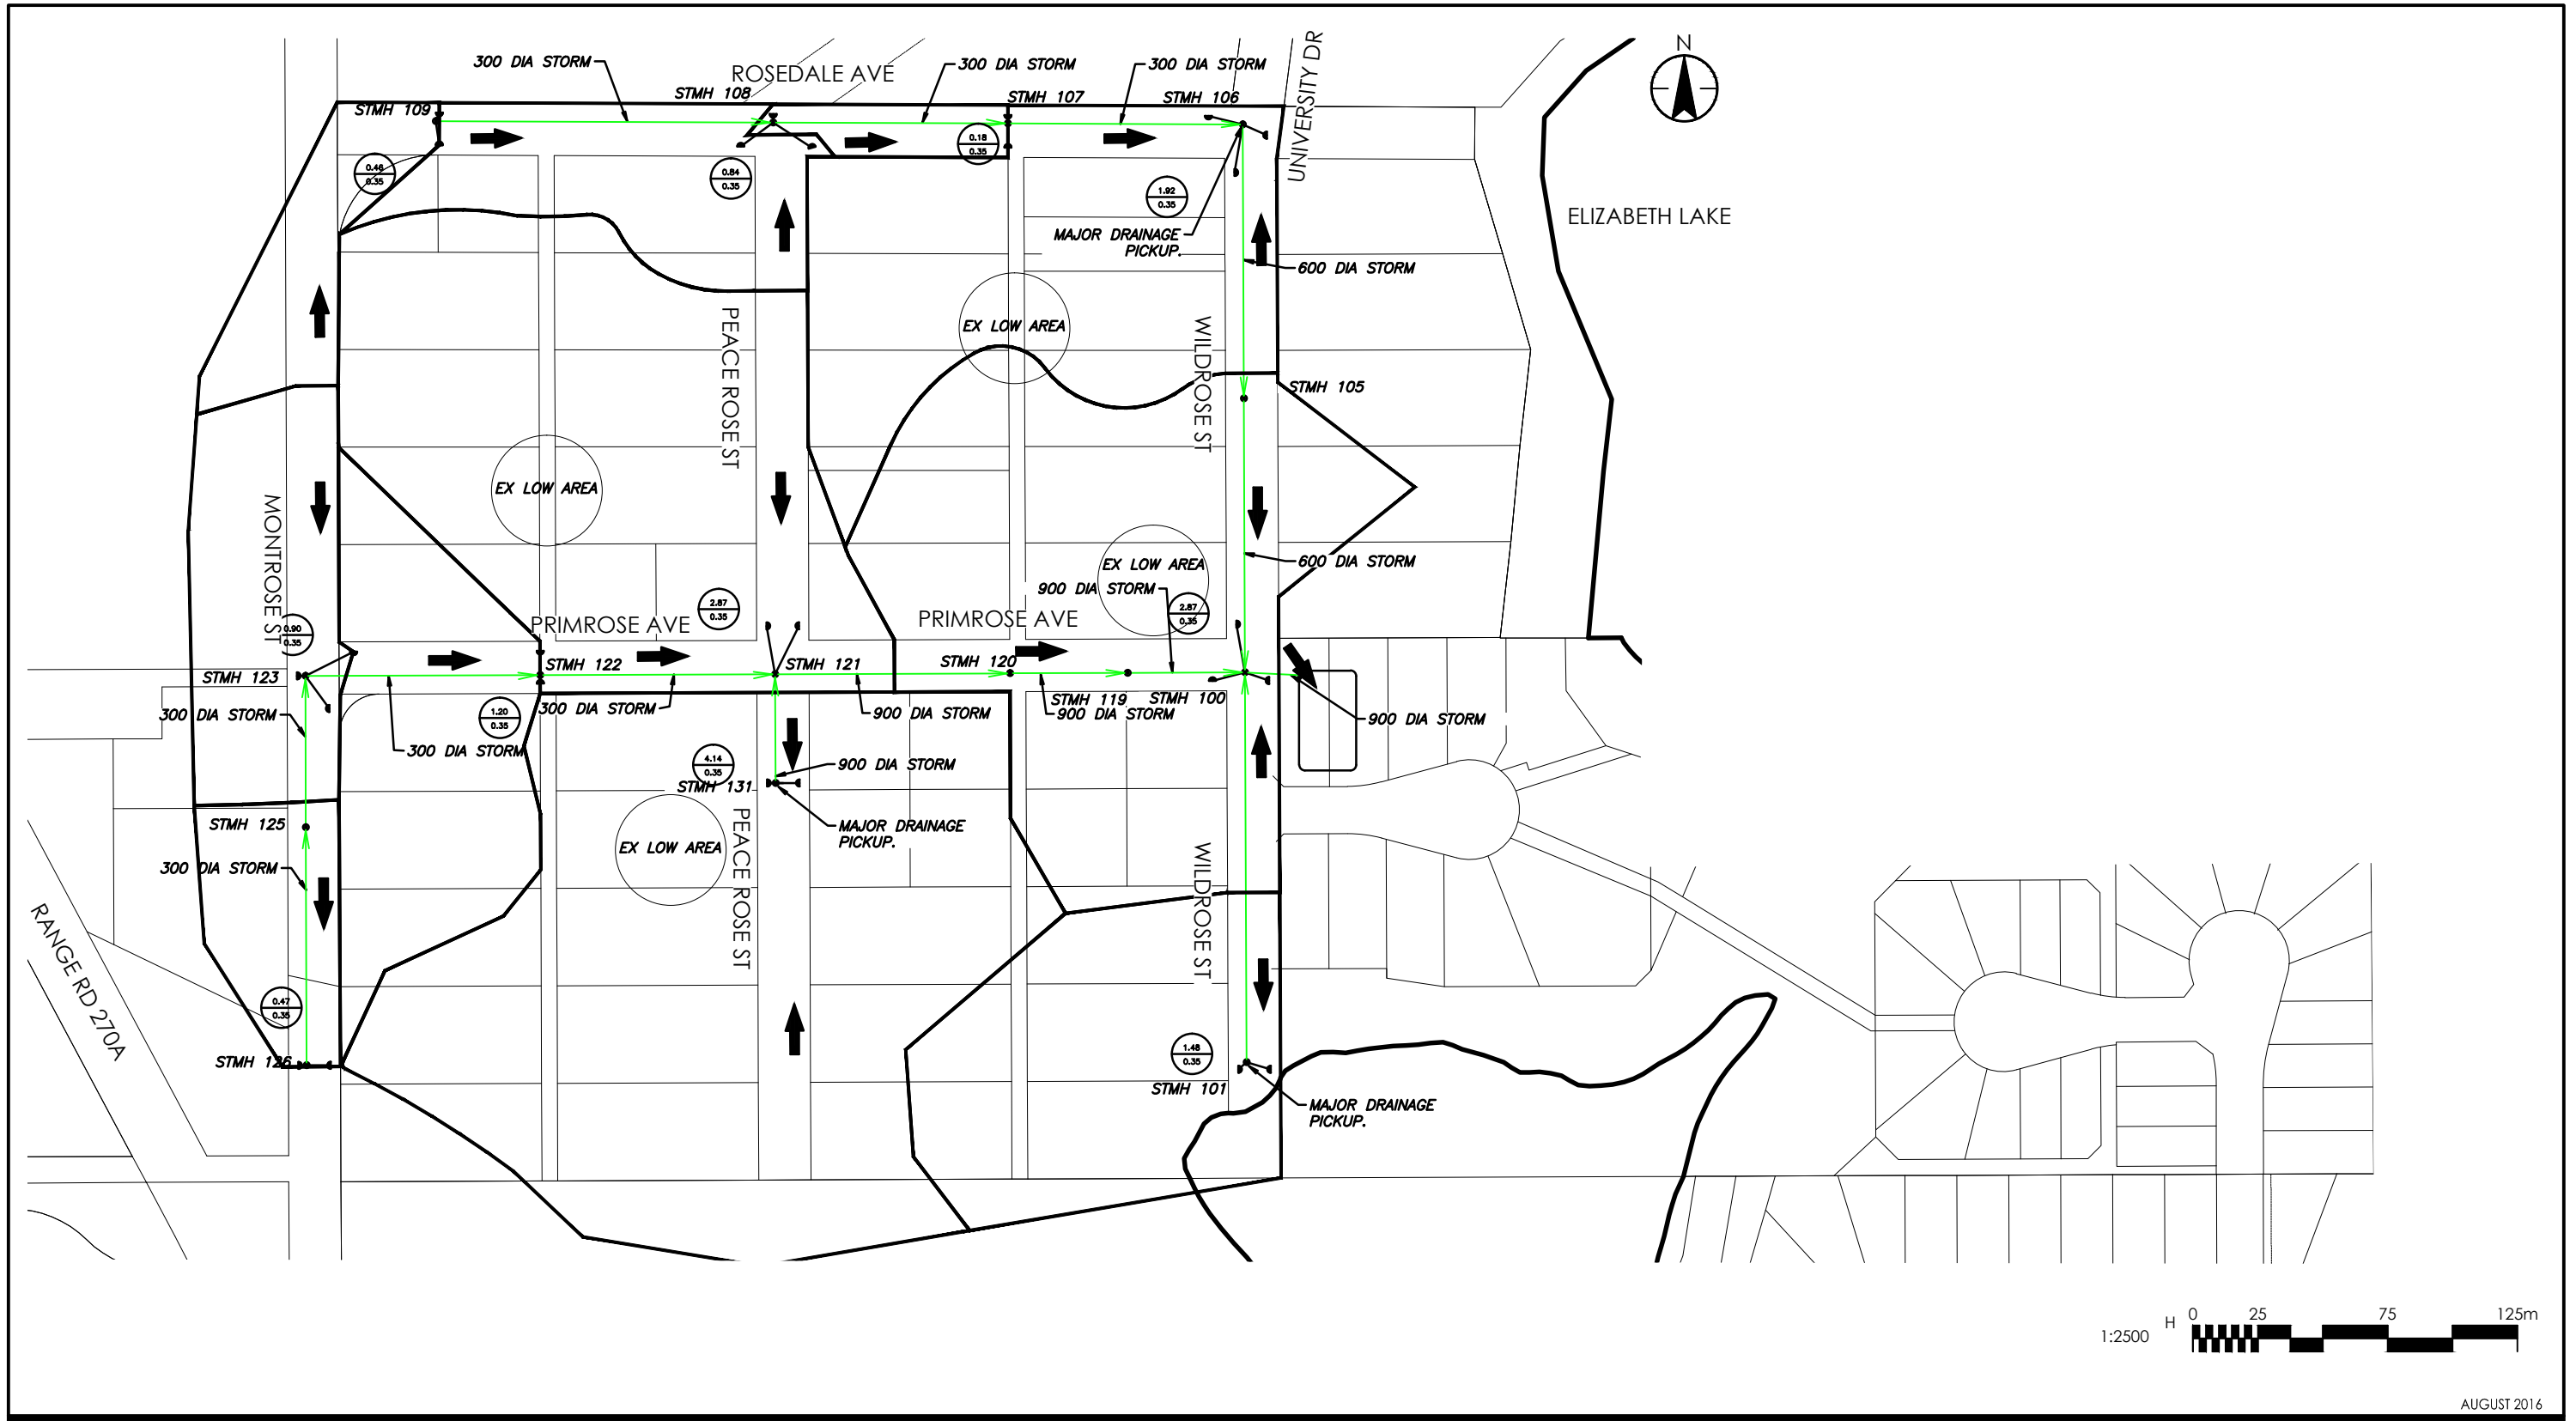 300 DIA STORM
ROSEDALE AVE
300 DIA STORM
300 DIA STORM
UNIVERSITY DR
N
STMH 109
STMH 108
STMH 107
STMH 106
0.46
0.35
0.84
0.35
0.18
0.35
1.92
0.35
ELIZABETH LAKE
MAJOR DRAINAGE
PICKUP.
600 DIA STORM
EX LOW AREA
PEACE ROSE ST
WILDROSE ST
STMH 105
EX LOW AREA
MONTROSE ST
EX LOW AREA
600 DIA STORM
900 DIA STORM
2.87
0.35
2.87
0.35
0.90
0.35
PRIMROSE AVE
PRIMROSE AVE
STMH 123
STMH 122
STMH 121
STMH 120
STMH 119
STMH 100
300 DIA STORM
1.20
0.35
300 DIA STORM
900 DIA STORM
900 DIA STORM
900 DIA STORM
300 DIA STORM
4.14
0.35
900 DIA STORM
STMH 131
STMH 125
MAJOR DRAINAGE
PICKUP.
EX LOW AREA
PEACE ROSE ST
WILDROSE ST
300 DIA STORM
RANGE RD 270A
0.47
0.35
STMH 126
1.48
0.35
STMH 101
MAJOR DRAINAGE
PICKUP.
1:2500
H
0
25
75
125m
AUGUST 2016